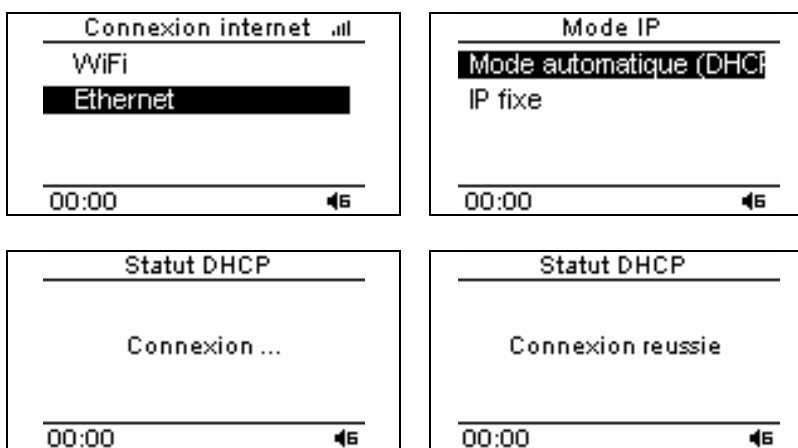 Connexion internet
WiFi
Ethernet
00:00 6
Mode IP
Mode automatique (DHCP
IP fixe
00:00 6
Statut DHCP
Connexion ...
00:00 6
Statut DHCP
Connexion reussie
00:00 6